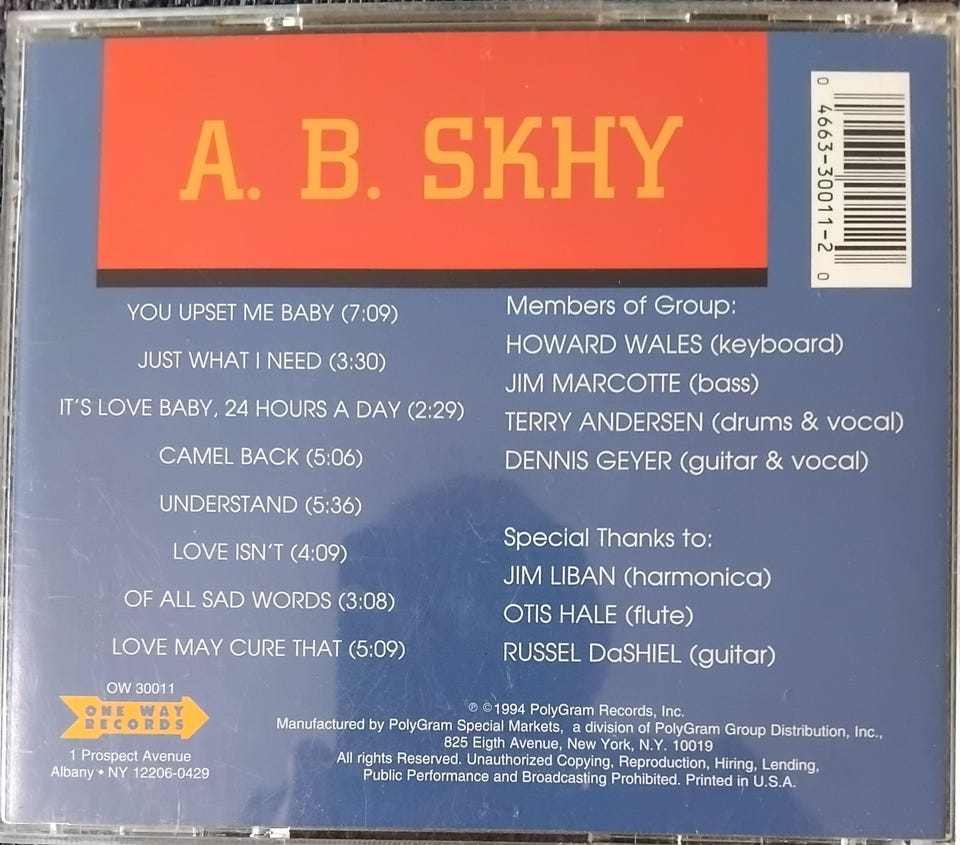 A. B. SKHY
0 4663-30011-2 0
YOU UPSET ME BABY (7:09)
JUST WHAT I NEED (3:30)
IT'S LOVE BABY, 24 HOURS A DAY (2:29)
CAMEL BACK (5:06)
UNDERSTAND (5:36)
LOVE ISN'T (4:09)
OF ALL SAD WORDS (3:08)
LOVE MAY CURE THAT (5:09)
Members of Group:
HOWARD WALES (keyboard)
JIM MARCOTTE (bass)
TERRY ANDERSEN (drums & vocal)
DENNIS GEYER (guitar & vocal)
Special Thanks to:
JIM LIBAN (harmonica)
OTIS HALE (flute)
RUSSEL DaSHIEL (guitar)
OW 30011
ONE WAY
RECORDS
1 Prospect Avenue
Albany • NY 12206-0429
℗ ©1994 PolyGram Records, Inc.
Manufactured by PolyGram Special Markets, a division of PolyGram Group Distribution, Inc.,
825 Eigth Avenue, New York, N.Y. 10019
All rights Reserved. Unauthorized Copying, Reproduction, Hiring, Lending,
Public Performance and Broadcasting Prohibited. Printed in U.S.A.